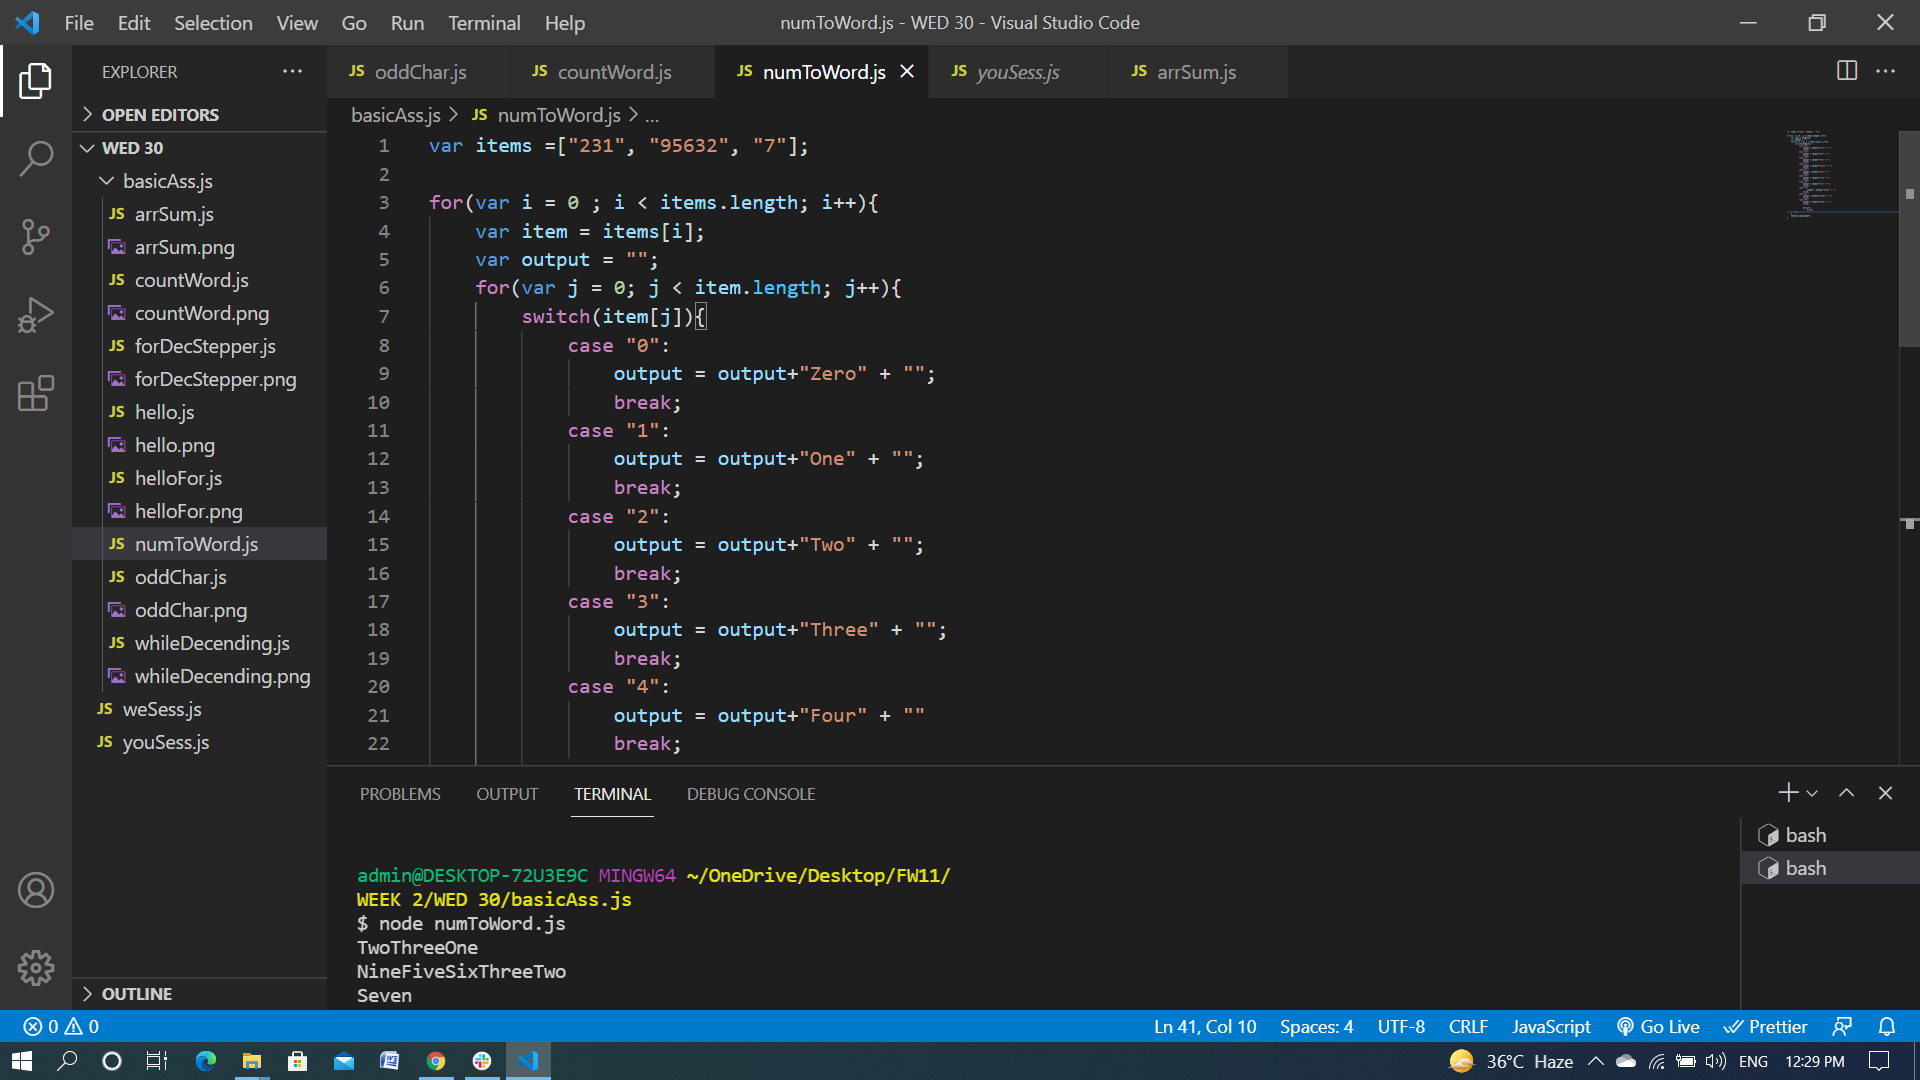 File Edit Selection View Go Run Terminal Help numToWord.js - WED 30 - Visual Studio Code
EXPLORER
OPEN EDITORS
WED 30
basicAss.js
JS arrSum.js
arrSum.png
JS countWord.js
countWord.png
JS forDecStepper.js
forDecStepper.png
JS hello.js
hello.png
JS helloFor.js
helloFor.png
JS numToWord.js
JS oddChar.js
oddChar.png
JS whileDecending.js
whileDecending.png
JS weSess.js
JS youSess.js
OUTLINE
JS oddChar.js JS countWord.js JS numToWord.js JS youSess.js JS arrSum.js
basicAss.js > JS numToWord.js > ...
1 var items =["231", "95632", "7"];
2
3 for(var i = 0 ; i < items.length; i++){
4 var item = items[i];
5 var output = "";
6 for(var j = 0; j < item.length; j++){
7 switch(item[j]){
8 case "0":
9 output = output+"Zero" + "";
10 break;
11 case "1":
12 output = output+"One" + "";
13 break;
14 case "2":
15 output = output+"Two" + "";
16 break;
17 case "3":
18 output = output+"Three" + "";
19 break;
20 case "4":
21 output = output+"Four" + ""
22 break;
PROBLEMS OUTPUT TERMINAL DEBUG CONSOLE
bash
bash
admin@DESKTOP-72U3E9C MINGW64 ~/OneDrive/Desktop/FW11/
WEEK 2/WED 30/basicAss.js
$ node numToWord.js
TwoThreeOne
NineFiveSixThreeTwo
Seven
0 0 Ln 41, Col 10 Spaces: 4 UTF-8 CRLF JavaScript Go Live Prettier
36°C Haze ENG 12:29 PM